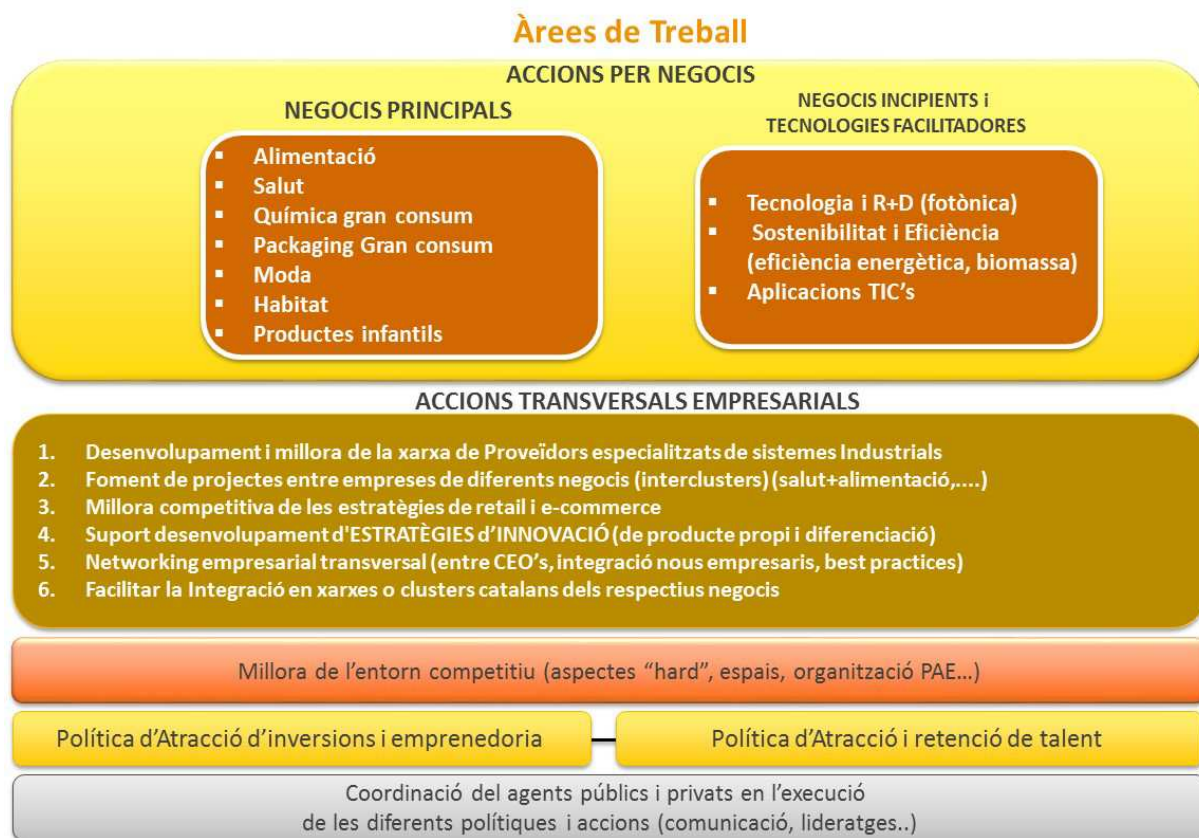 Àrees de Treball
ACCIONS PER NEGOCIS
NEGOCIS PRINCIPALS
Alimentació
Salut
Química gran consum
Packaging Gran consum
Moda
Habitat
Productes infantils
NEGOCIS INCIPIENTS i
TECNOLOGIES FACILITADORES
Tecnologia i R+D (fotònica)
Sostenibilitat i Eficiència
(eficiència energètica, biomassa)
Aplicacions TIC's
ACCIONS TRANSVERSALS EMPRESARIALS
1. Desenvolupament i millora de la xarxa de Proveïdors especialitzats de sistemes Industrials
2. Foment de projectes entre empreses de diferents negocis (interclusters) (salut+alimentació,....)
3. Millora competitiva de les estratègies de retail i e-commerce
4. Suport desenvolupament d'ESTRATÈGIES d'INNOVACIÓ (de producte propi i diferenciació)
5. Networking empresarial transversal (entre CEO's, integració nous empresaris, best practices)
6. Facilitar la Integració en xarxes o clusters catalans dels respectius negocis
Millora de l'entorn competitiu (aspectes “hard”, espais, organització PAE…)
Política d'Atracció d'inversions i emprenedoria
Política d'Atracció i retenció de talent
Coordinació del agents públics i privats en l'execució
de les diferents polítiques i accions (comunicació, lideratges..)